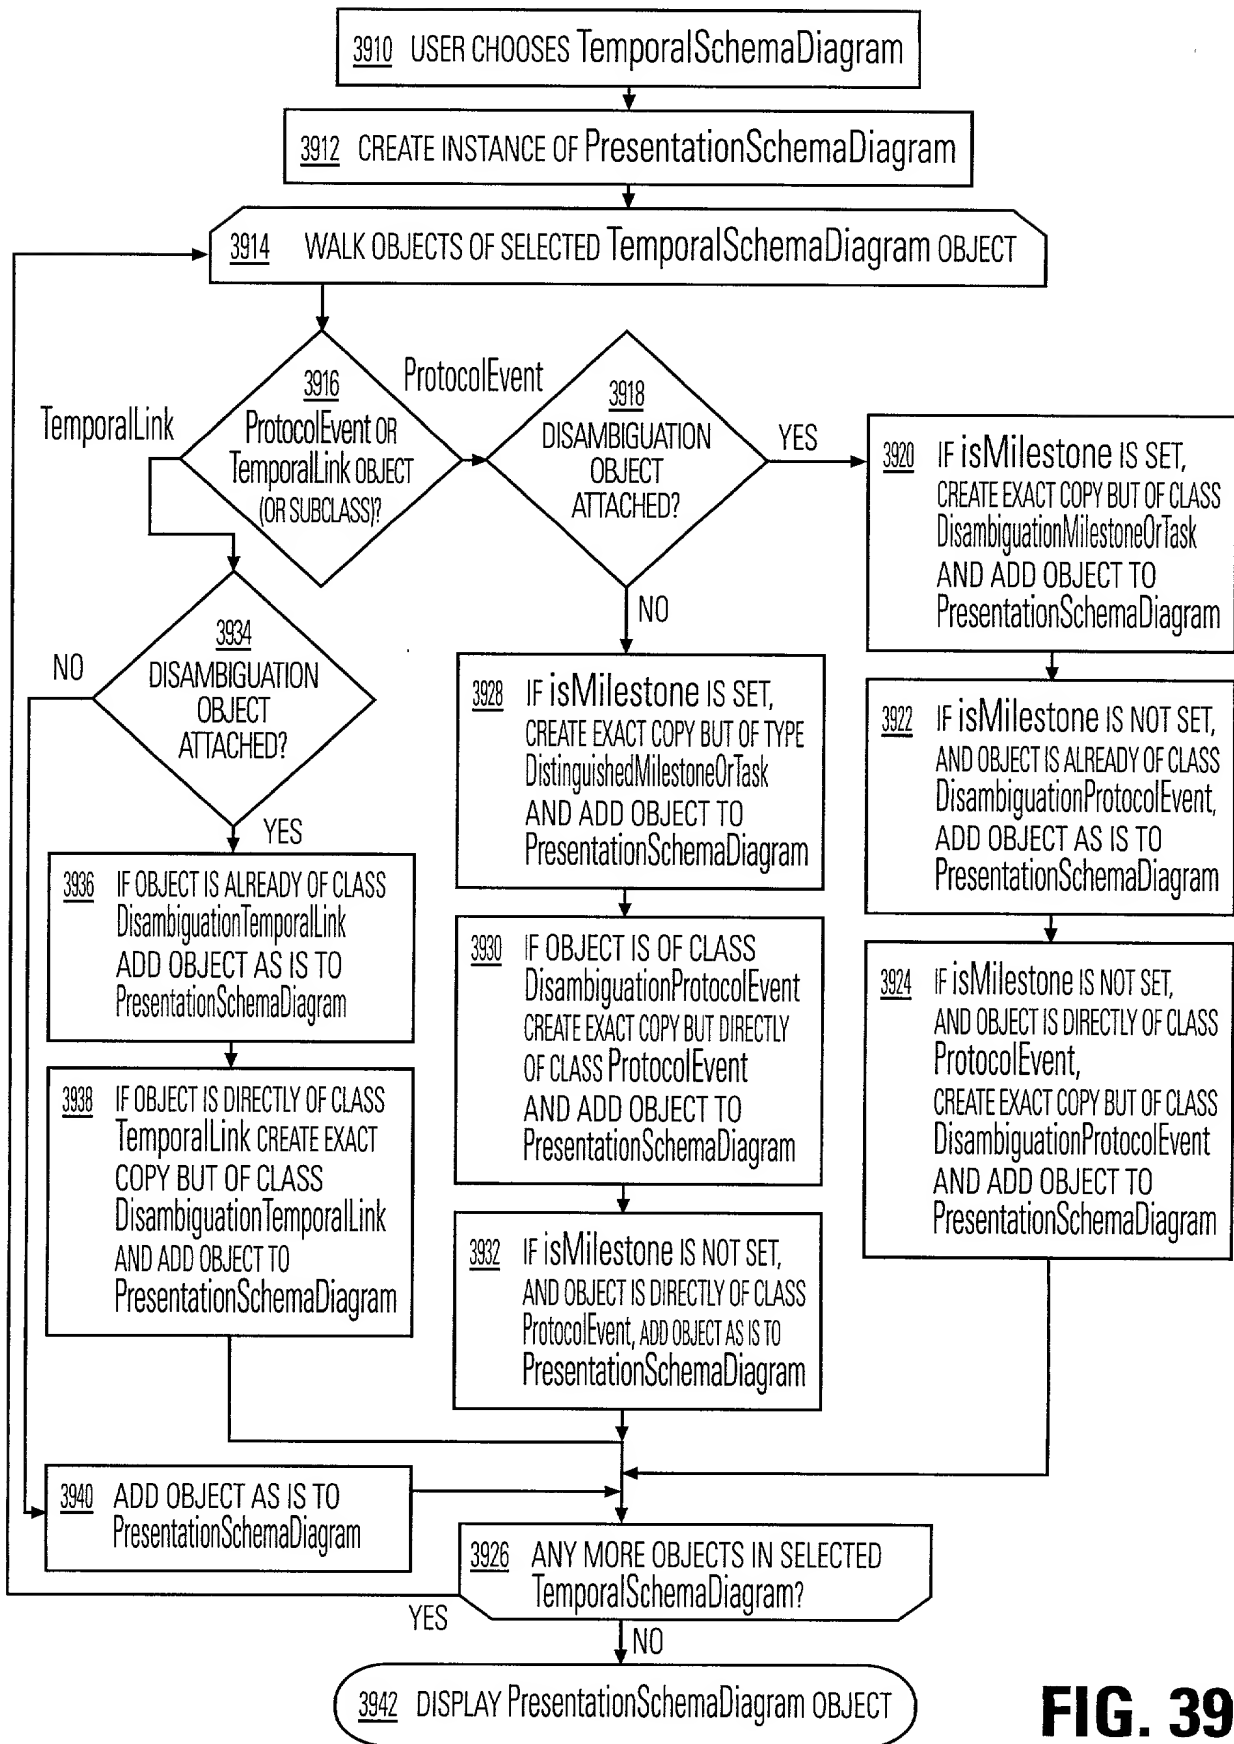 3910 USER CHOOSES TemporalSchemaDiagram
3912 CREATE INSTANCE OF PresentationSchemaDiagram
3914 WALK OBJECTS OF SELECTED TemporalSchemaDiagram OBJECT
3916
ProtocolEvent OR
TemporalLink OBJECT
(OR SUBCLASS)?
TemporalLink
ProtocolEvent
3918
DISAMBIGUATION
OBJECT
ATTACHED?
YES
NO
3920 IF isMilestone IS SET,
CREATE EXACT COPY BUT OF CLASS
DisambiguationMilestoneOrTask
AND ADD OBJECT TO
PresentationSchemaDiagram
3922 IF isMilestone IS NOT SET,
AND OBJECT IS ALREADY OF CLASS
DisambiguationProtocolEvent,
ADD OBJECT AS IS TO
PresentationSchemaDiagram
3924 IF isMilestone IS NOT SET,
AND OBJECT IS DIRECTLY OF CLASS
ProtocolEvent,
CREATE EXACT COPY BUT OF CLASS
DisambiguationProtocolEvent
AND ADD OBJECT TO
PresentationSchemaDiagram
3928 IF isMilestone IS SET,
CREATE EXACT COPY BUT OF TYPE
DistinguishedMilestoneOrTask
AND ADD OBJECT TO
PresentationSchemaDiagram
3930 IF OBJECT IS OF CLASS
DisambiguationProtocolEvent
CREATE EXACT COPY BUT DIRECTLY
OF CLASS ProtocolEvent
AND ADD OBJECT TO
PresentationSchemaDiagram
3932 IF isMilestone IS NOT SET,
AND OBJECT IS DIRECTLY OF CLASS
ProtocolEvent, ADD OBJECT AS IS TO
PresentationSchemaDiagram
3934
DISAMBIGUATION
OBJECT
ATTACHED?
NO
YES
3936 IF OBJECT IS ALREADY OF CLASS
DisambiguationTemporalLink
ADD OBJECT AS IS TO
PresentationSchemaDiagram
3938 IF OBJECT IS DIRECTLY OF CLASS
TemporalLink CREATE EXACT
COPY BUT OF CLASS
DisambiguationTemporalLink
AND ADD OBJECT TO
PresentationSchemaDiagram
3940 ADD OBJECT AS IS TO
PresentationSchemaDiagram
3926 ANY MORE OBJECTS IN SELECTED
TemporalSchemaDiagram?
YES
NO
3942 DISPLAY PresentationSchemaDiagram OBJECT
FIG. 39